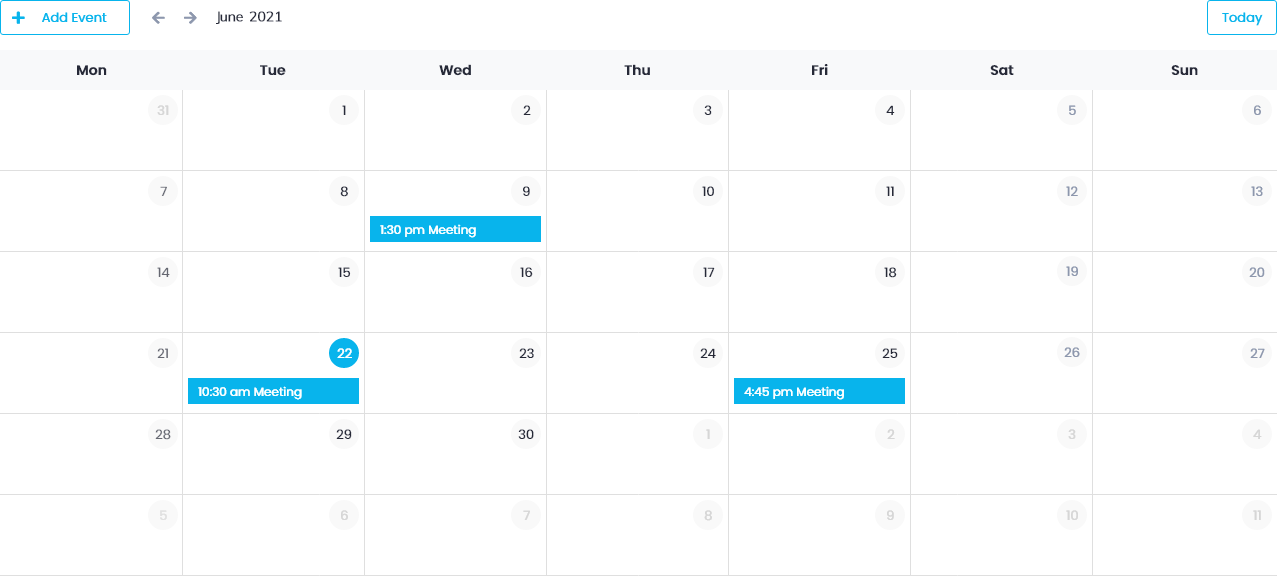 Add Event June 2021 Today
Mon Tue Wed Thu Fri Sat Sun
31 1 2 3 4 5 6
7 8 9 10 11 12 13
1:30 pm Meeting
14 15 16 17 18 19 20
21 22 23 24 25 26 27
10:30 am Meeting 4:45 pm Meeting
28 29 30 1 2 3 4
5 6 7 8 9 10 11